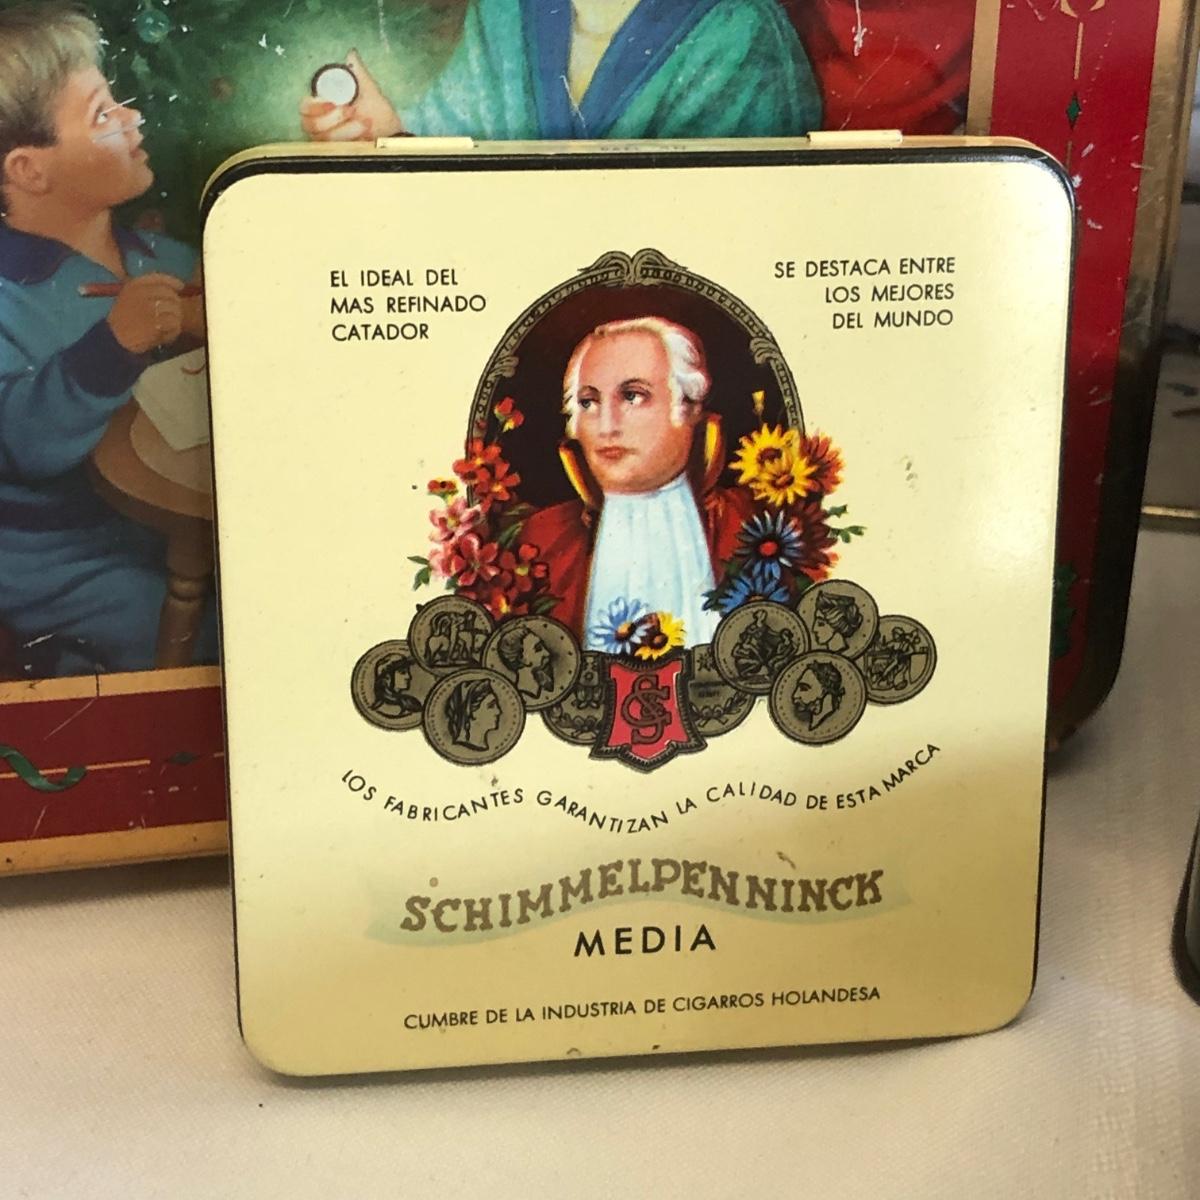 EL IDEAL DEL
MAS REFINADO
CATADOR
SE DESTACA ENTRE
LOS MEJORES
DEL MUNDO
LOS FABRICANTES GARANTIZAN LA CALIDAD DE ESTA MARCA
SCHIMMELPENNINCK
MEDIA
CUMBRE DE LA INDUSTRIA DE CIGARROS HOLANDESA